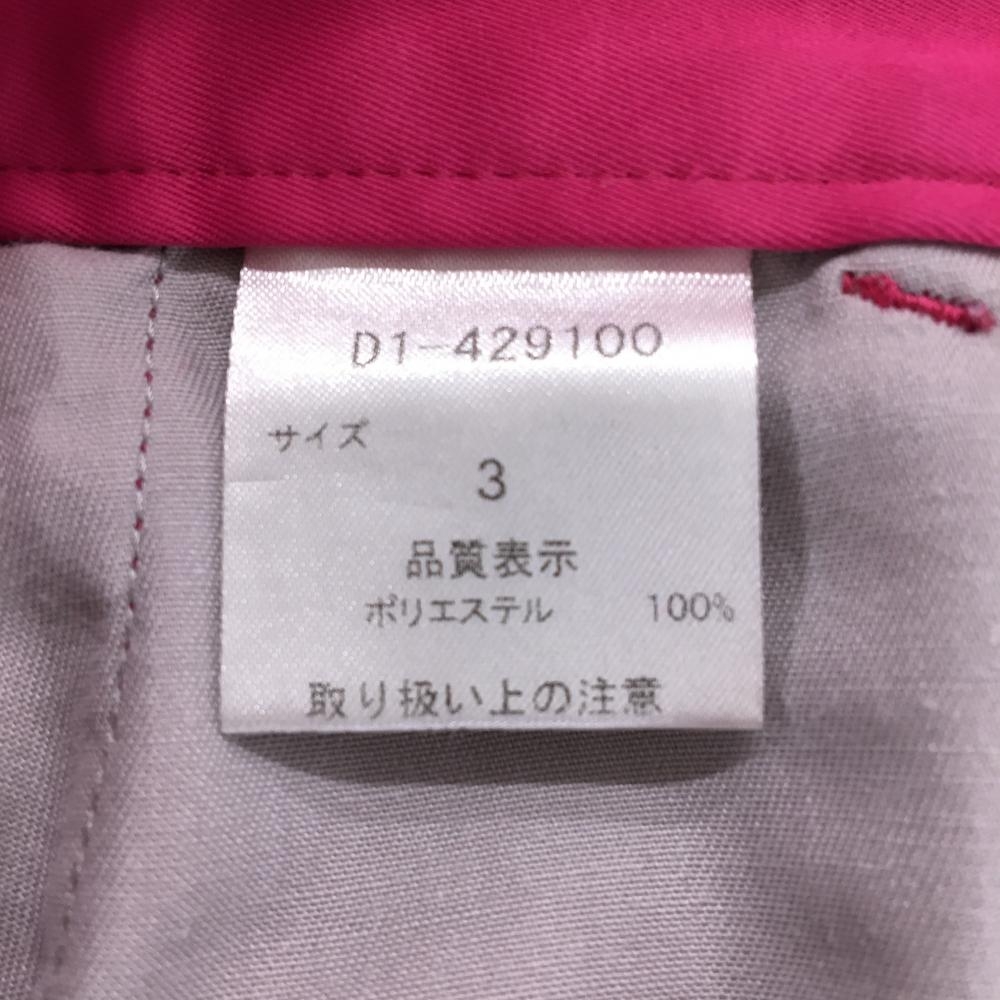 D1-429100
サイズ
3
品質表示
ポリエステル 100%
取り扱い上の注意